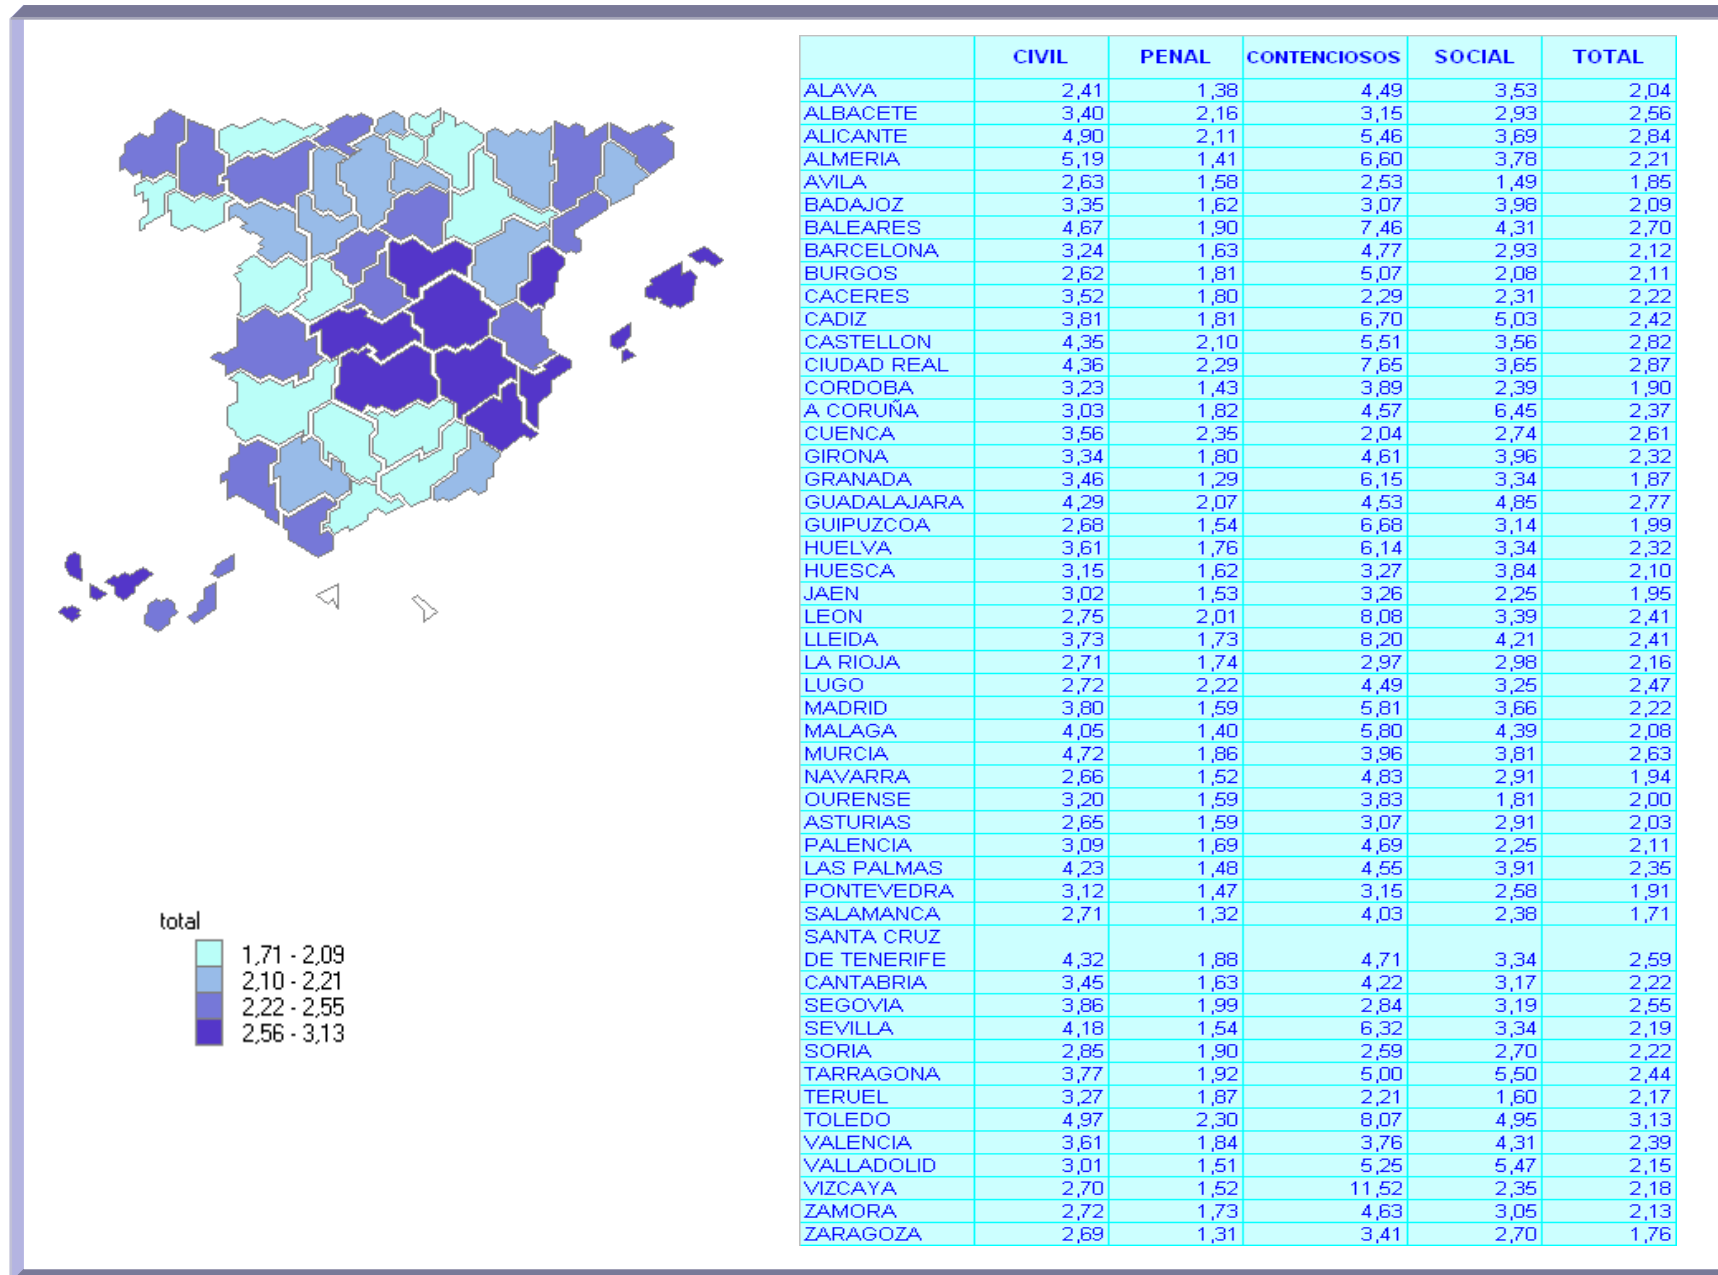 CIVIL PENAL CONTENCIOSOS SOCIAL TOTAL
ALAVA 2,41 1,38 4,49 3,53 2,04
ALBACETE 3,40 2,16 3,15 2,93 2,56
ALICANTE 4,90 2,11 5,46 3,69 2,84
ALMERIA 5,19 1,41 6,60 3,78 2,21
AVILA 2,63 1,58 2,53 1,49 1,85
BADAJOZ 3,35 1,62 3,07 3,98 2,09
BALEARES 4,67 1,90 7,46 4,31 2,70
BARCELONA 3,24 1,63 4,77 2,93 2,12
BURGOS 2,62 1,81 5,07 2,08 2,11
CACERES 3,52 1,80 2,29 2,31 2,22
CADIZ 3,81 1,81 6,70 5,03 2,42
CASTELLON 4,35 2,10 5,51 3,56 2,82
CIUDAD REAL 4,36 2,29 7,65 3,65 2,87
CORDOBA 3,23 1,43 3,89 2,39 1,90
A CORUÑA 3,03 1,82 4,57 6,45 2,37
CUENCA 3,56 2,35 2,04 2,74 2,61
GIRONA 3,34 1,80 4,61 3,96 2,32
GRANADA 3,46 1,29 6,15 3,34 1,87
GUADALAJARA 4,29 2,07 4,53 4,85 2,77
GUIPUZCOA 2,68 1,54 6,68 3,14 1,99
HUELVA 3,61 1,76 6,14 3,34 2,32
HUESCA 3,15 1,62 3,27 3,84 2,10
JAEN 3,02 1,53 3,26 2,25 1,95
LEON 2,75 2,01 8,08 3,39 2,41
LLEIDA 3,73 1,73 8,20 4,21 2,41
LA RIOJA 2,71 1,74 2,97 2,98 2,16
LUGO 2,72 2,22 4,49 3,25 2,47
MADRID 3,80 1,59 5,81 3,66 2,22
MALAGA 4,05 1,40 5,80 4,39 2,08
MURCIA 4,72 1,86 3,96 3,81 2,63
NAVARRA 2,66 1,52 4,83 2,91 1,94
OURENSE 3,20 1,59 3,83 1,81 2,00
ASTURIAS 2,65 1,59 3,07 2,91 2,03
PALENCIA 3,09 1,69 4,69 2,25 2,11
LAS PALMAS 4,23 1,48 4,55 3,91 2,35
PONTEVEDRA 3,12 1,47 3,15 2,58 1,91
SALAMANCA 2,71 1,32 4,03 2,38 1,71
SANTA CRUZ
DE TENERIFE 4,32 1,88 4,71 3,34 2,59
CANTABRIA 3,45 1,63 4,22 3,17 2,22
SEGOVIA 3,86 1,99 2,84 3,19 2,55
SEVILLA 4,18 1,54 6,32 3,34 2,19
SORIA 2,85 1,90 2,59 2,70 2,22
TARRAGONA 3,77 1,92 5,00 5,50 2,44
TERUEL 3,27 1,87 2,21 1,60 2,17
TOLEDO 4,97 2,30 8,07 4,95 3,13
VALENCIA 3,61 1,84 3,76 4,31 2,39
VALLADOLID 3,01 1,51 5,25 5,47 2,15
VIZCAYA 2,70 1,52 11,52 2,35 2,18
ZAMORA 2,72 1,73 4,63 3,05 2,13
ZARAGOZA 2,69 1,31 3,41 2,70 1,76
total
1,71 - 2,09
2,10 - 2,21
2,22 - 2,55
2,56 - 3,13